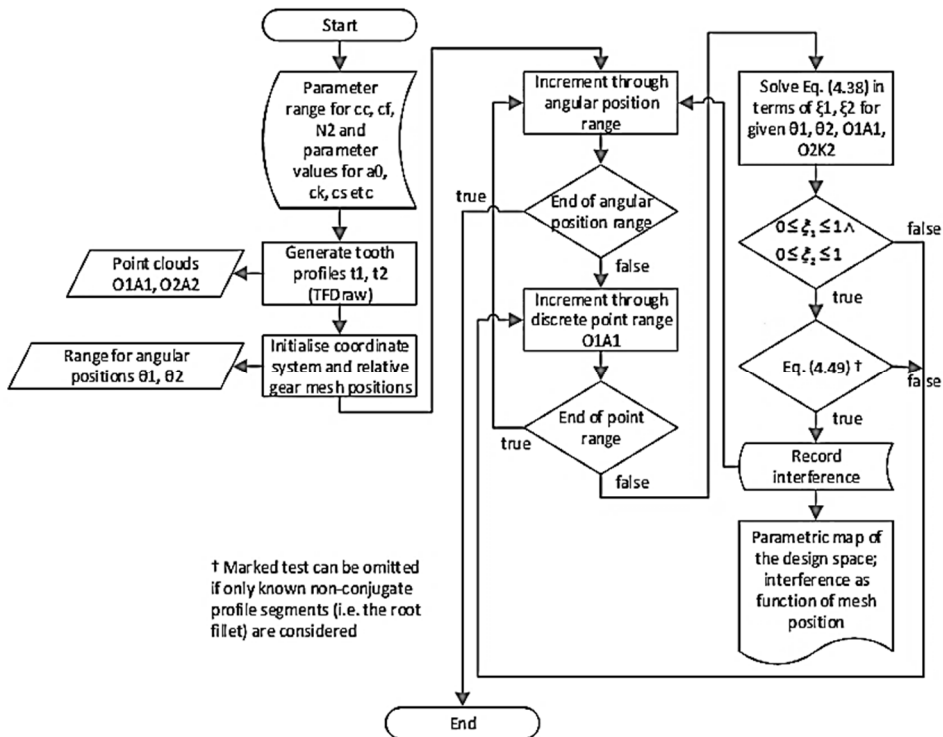 Start
Parameter
range for cc, cf,
N2 and
parameter
values for a0,
ck, cs etc
Generate tooth
profiles t1, t2
(TFDraw)
Point clouds
O1A1, O2A2
Initialise coordinate
system and relative
gear mesh positions
Range for angular
positions θ1, θ2
Increment through
angular position
range
End of angular
position range
true
false
Increment through
discrete point range
O1A1
End of point
range
true
false
Solve Eq. (4.38) in
terms of ξ1, ξ2 for
given θ1, θ2, O1A1,
O2K2
0≤ξ₁≤1∧
0≤ξ₂≤1
false
true
Eq. (4.49) †
false
true
Record
interference
Parametric map of
the design space;
interference as
function of mesh
position
† Marked test can be omitted
if only known non-conjugate
profile segments (i.e. the root
fillet) are considered
End